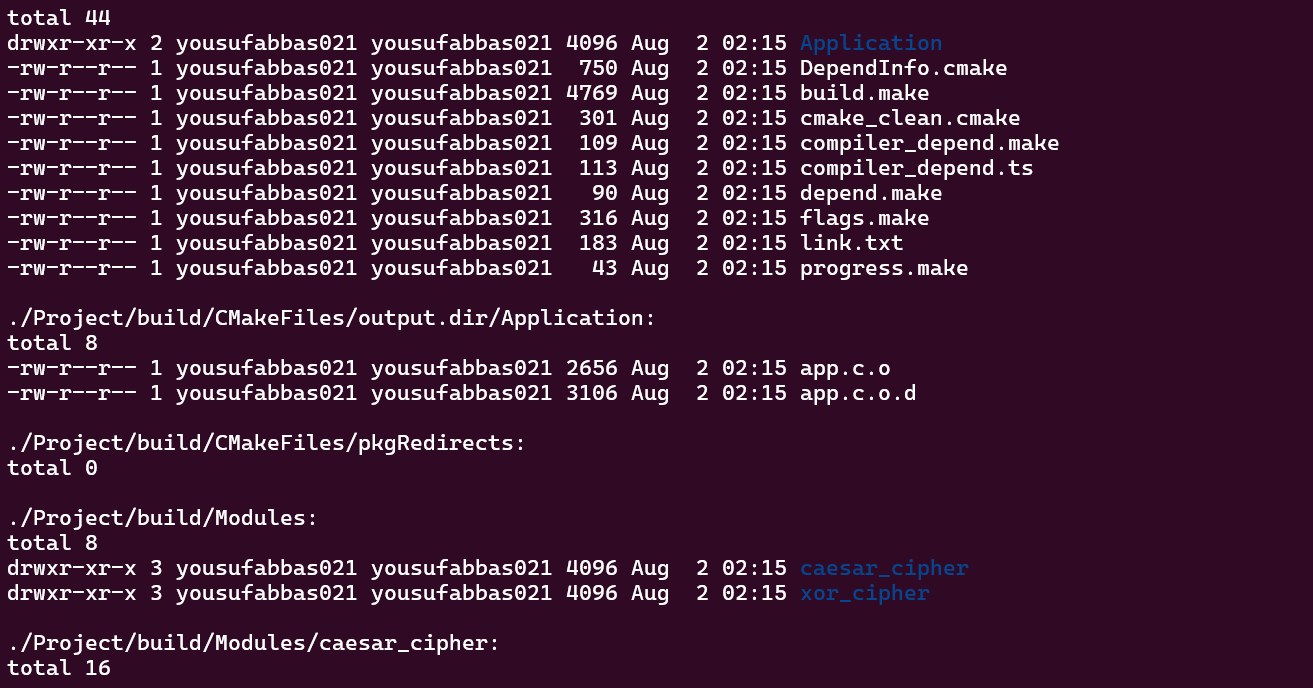 total 44
drwxr-xr-x 2 yousufabbas021 yousufabbas021 4096 Aug  2 02:15 Application
-rw-r--r-- 1 yousufabbas021 yousufabbas021  750 Aug  2 02:15 DependInfo.cmake
-rw-r--r-- 1 yousufabbas021 yousufabbas021 4769 Aug  2 02:15 build.make
-rw-r--r-- 1 yousufabbas021 yousufabbas021  301 Aug  2 02:15 cmake_clean.cmake
-rw-r--r-- 1 yousufabbas021 yousufabbas021  109 Aug  2 02:15 compiler_depend.make
-rw-r--r-- 1 yousufabbas021 yousufabbas021  113 Aug  2 02:15 compiler_depend.ts
-rw-r--r-- 1 yousufabbas021 yousufabbas021   90 Aug  2 02:15 depend.make
-rw-r--r-- 1 yousufabbas021 yousufabbas021  316 Aug  2 02:15 flags.make
-rw-r--r-- 1 yousufabbas021 yousufabbas021  183 Aug  2 02:15 link.txt
-rw-r--r-- 1 yousufabbas021 yousufabbas021   43 Aug  2 02:15 progress.make

./Project/build/CMakeFiles/output.dir/Application:
total 8
-rw-r--r-- 1 yousufabbas021 yousufabbas021 2656 Aug  2 02:15 app.c.o
-rw-r--r-- 1 yousufabbas021 yousufabbas021 3106 Aug  2 02:15 app.c.o.d

./Project/build/CMakeFiles/pkgRedirects:
total 0

./Project/build/Modules:
total 8
drwxr-xr-x 3 yousufabbas021 yousufabbas021 4096 Aug  2 02:15 caesar_cipher
drwxr-xr-x 3 yousufabbas021 yousufabbas021 4096 Aug  2 02:15 xor_cipher

./Project/build/Modules/caesar_cipher:
total 16